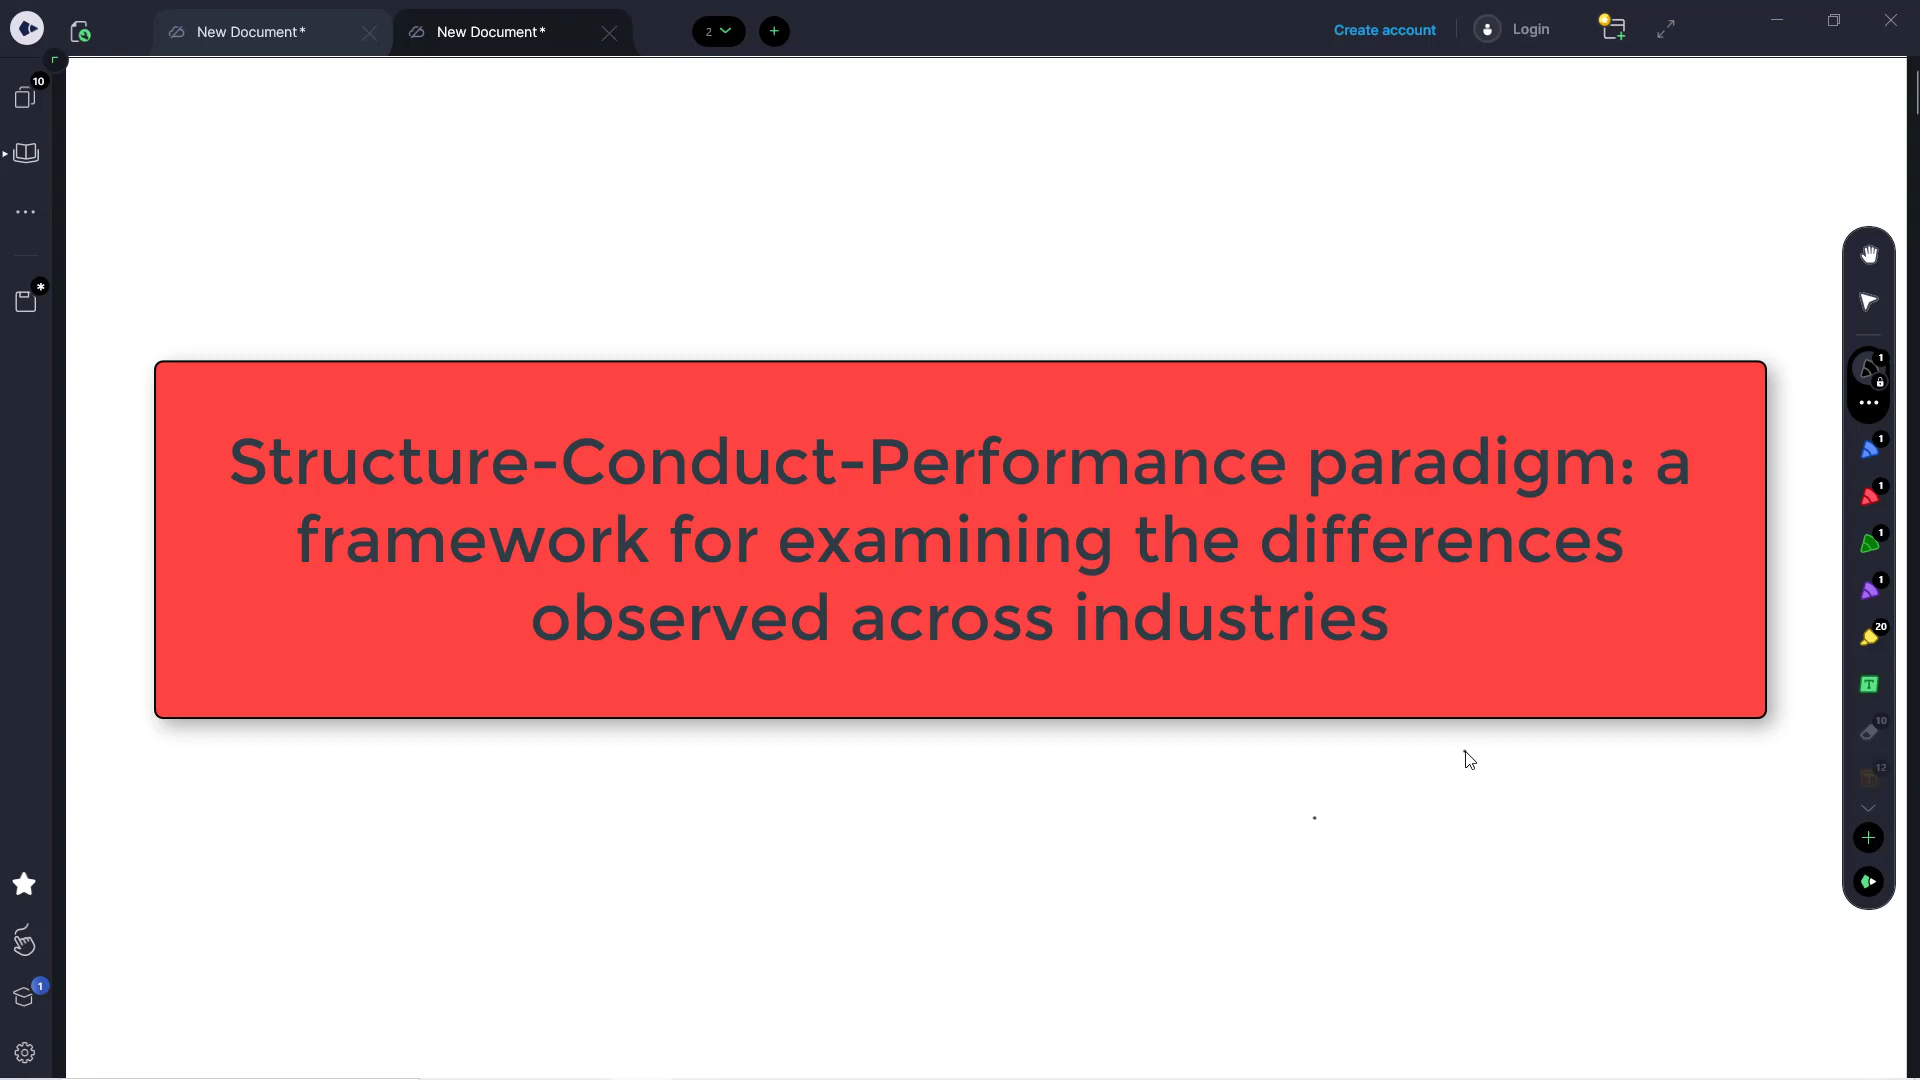 New Document*
New Document*
2
Create account
Login
10
Structure-Conduct-Performance paradigm: a
framework for examining the differences
observed across industries
1
1
1
1
1
20
T
10
12
1